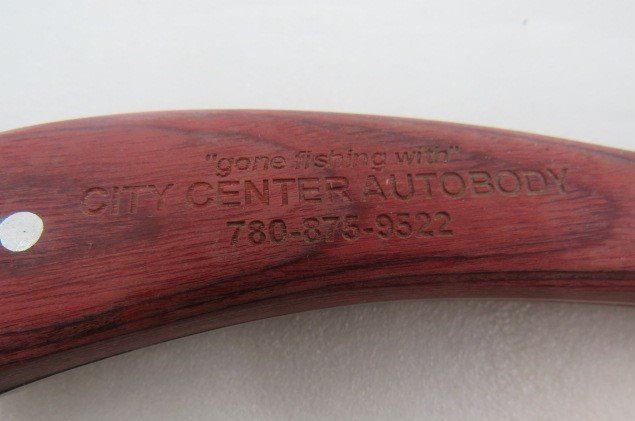 "gone fishing with"
CITY CENTER AUTOBODY
780-875-9522